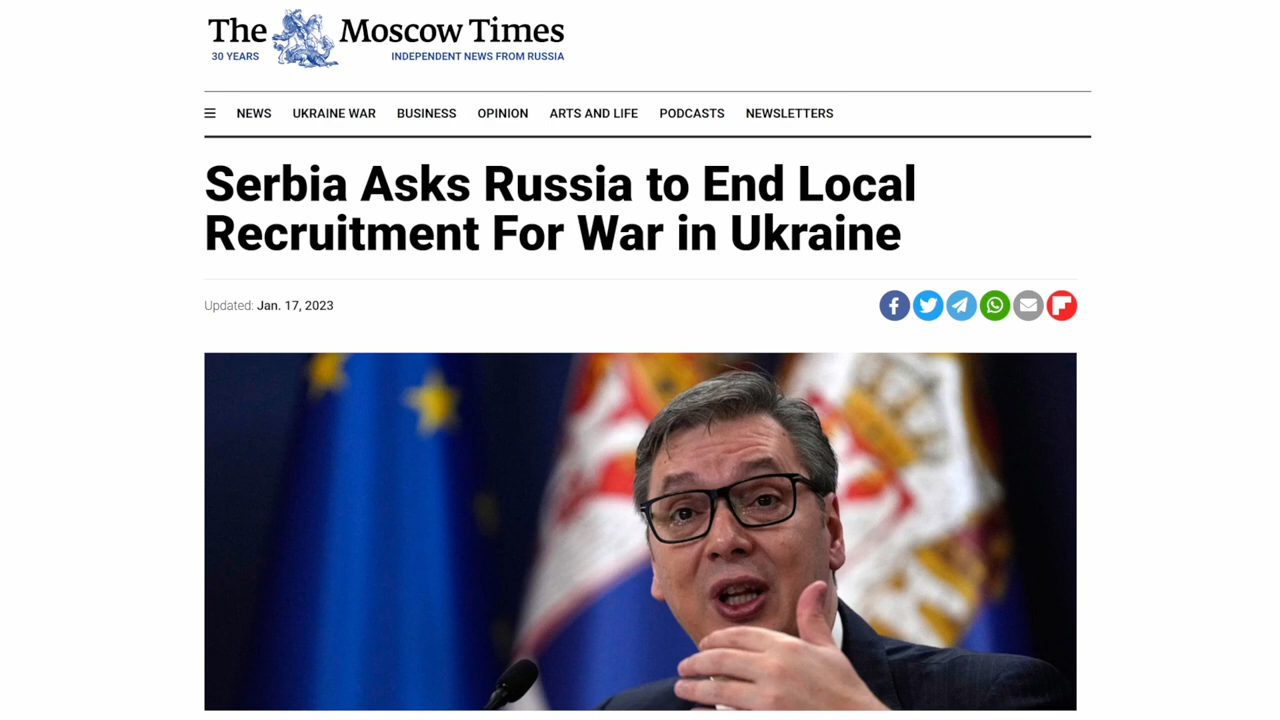 The Moscow Times
30 YEARS INDEPENDENT NEWS FROM RUSSIA
NEWS UKRAINE WAR BUSINESS OPINION ARTS AND LIFE PODCASTS NEWSLETTERS
Serbia Asks Russia to End Local
Recruitment For War in Ukraine
Updated: Jan. 17, 2023